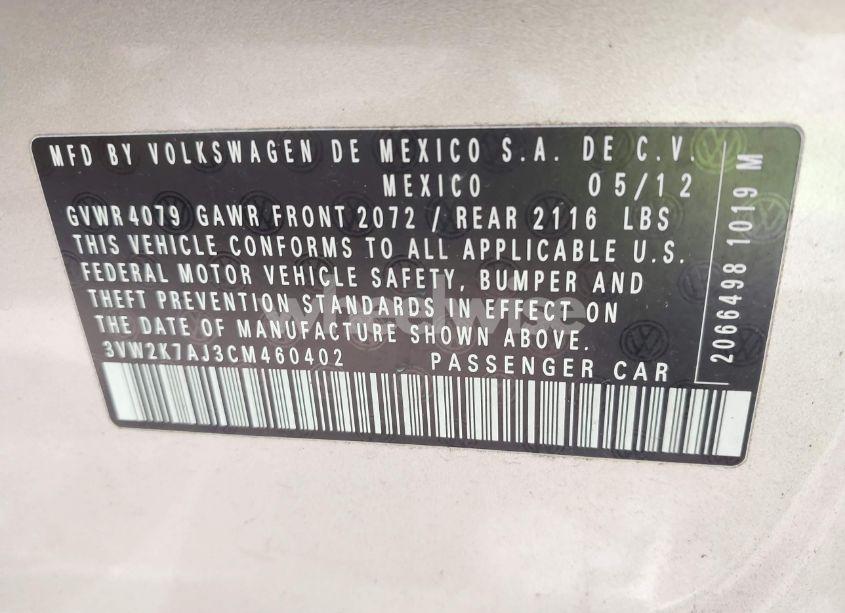 MFD BY VOLKSWAGEN DE MEXICO S.A. DE C.V.
MEXICO 05/12
GVWR 4079 GAWR FRONT 2072 / REAR 2116 LBS
THIS VEHICLE CONFORMS TO ALL APPLICABLE U.S.
FEDERAL MOTOR VEHICLE SAFETY, BUMPER AND
THEFT PREVENTION STANDARDS IN EFFECT ON
THE DATE OF MANUFACTURE SHOWN ABOVE.
3VW2K7AJ3CM460402 PASSENGER CAR
2066498 1019 M
wheelwise